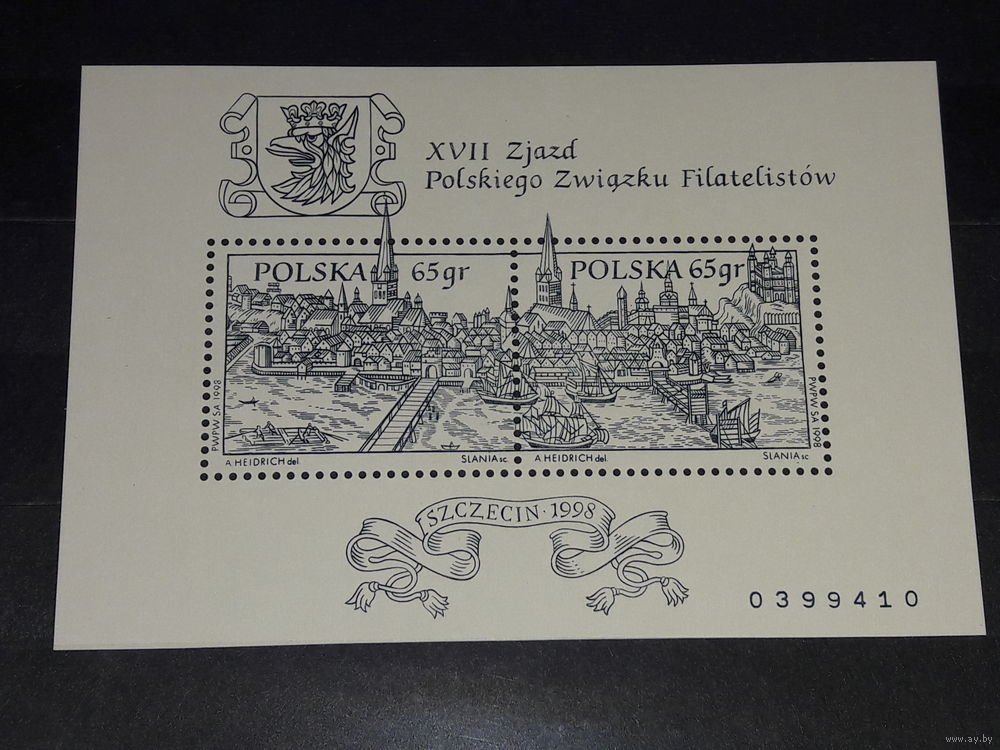 XVII Zjazd
Polskiego Związku Filatelistów
POLSKA 65gr
POLSKA 65gr
PWPW SA 1998
PWPW SA 1998
A. HEIDRICH del.
SLANIA sc.
A. HEIDRICH del.
SLANIA sc.
SZCZECIN · 1998
0399410
www.ay.by